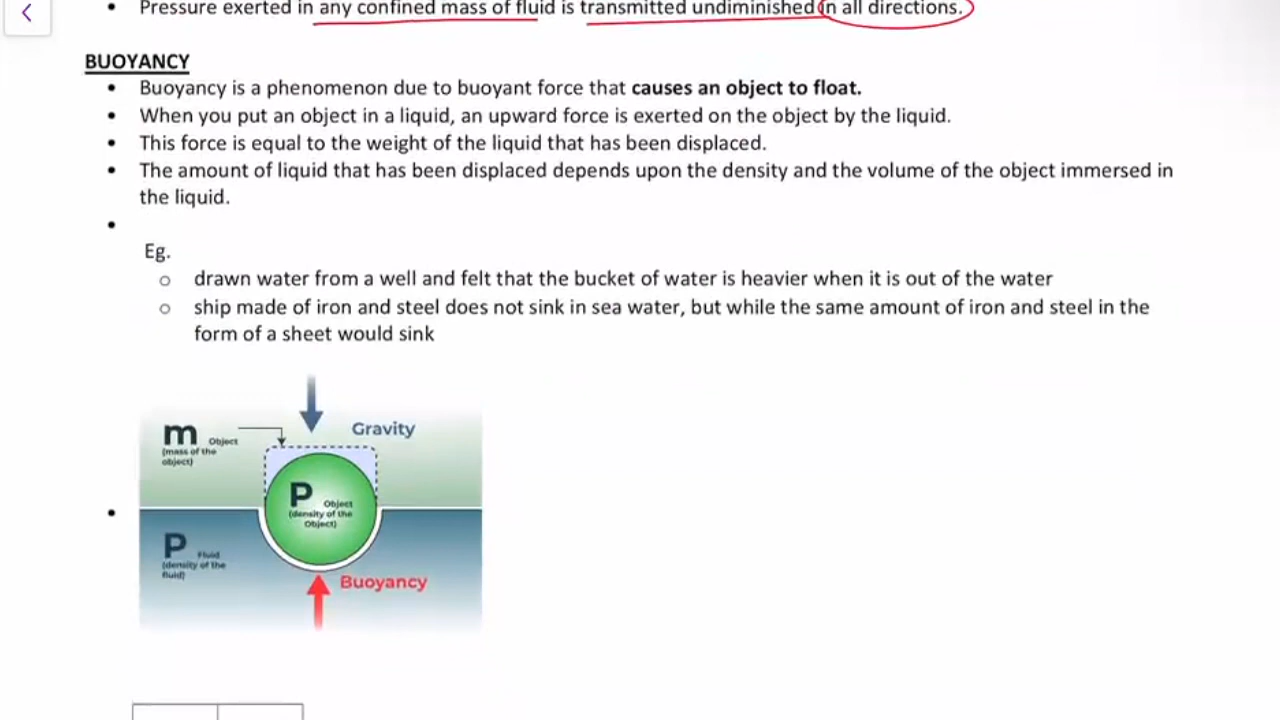 • Pressure exerted in any confined mass of fluid is transmitted undiminished in all directions.
BUOYANCY
• Buoyancy is a phenomenon due to buoyant force that causes an object to float.
• When you put an object in a liquid, an upward force is exerted on the object by the liquid.
• This force is equal to the weight of the liquid that has been displaced.
• The amount of liquid that has been displaced depends upon the density and the volume of the object immersed in
the liquid.
•
Eg.
o drawn water from a well and felt that the bucket of water is heavier when it is out of the water
o ship made of iron and steel does not sink in sea water, but while the same amount of iron and steel in the
form of a sheet would sink
•
Gravity
m Object
(mass of the
object)
P Object
(density of the
Object)
P Fluid
(density of the
fluid)
Buoyancy